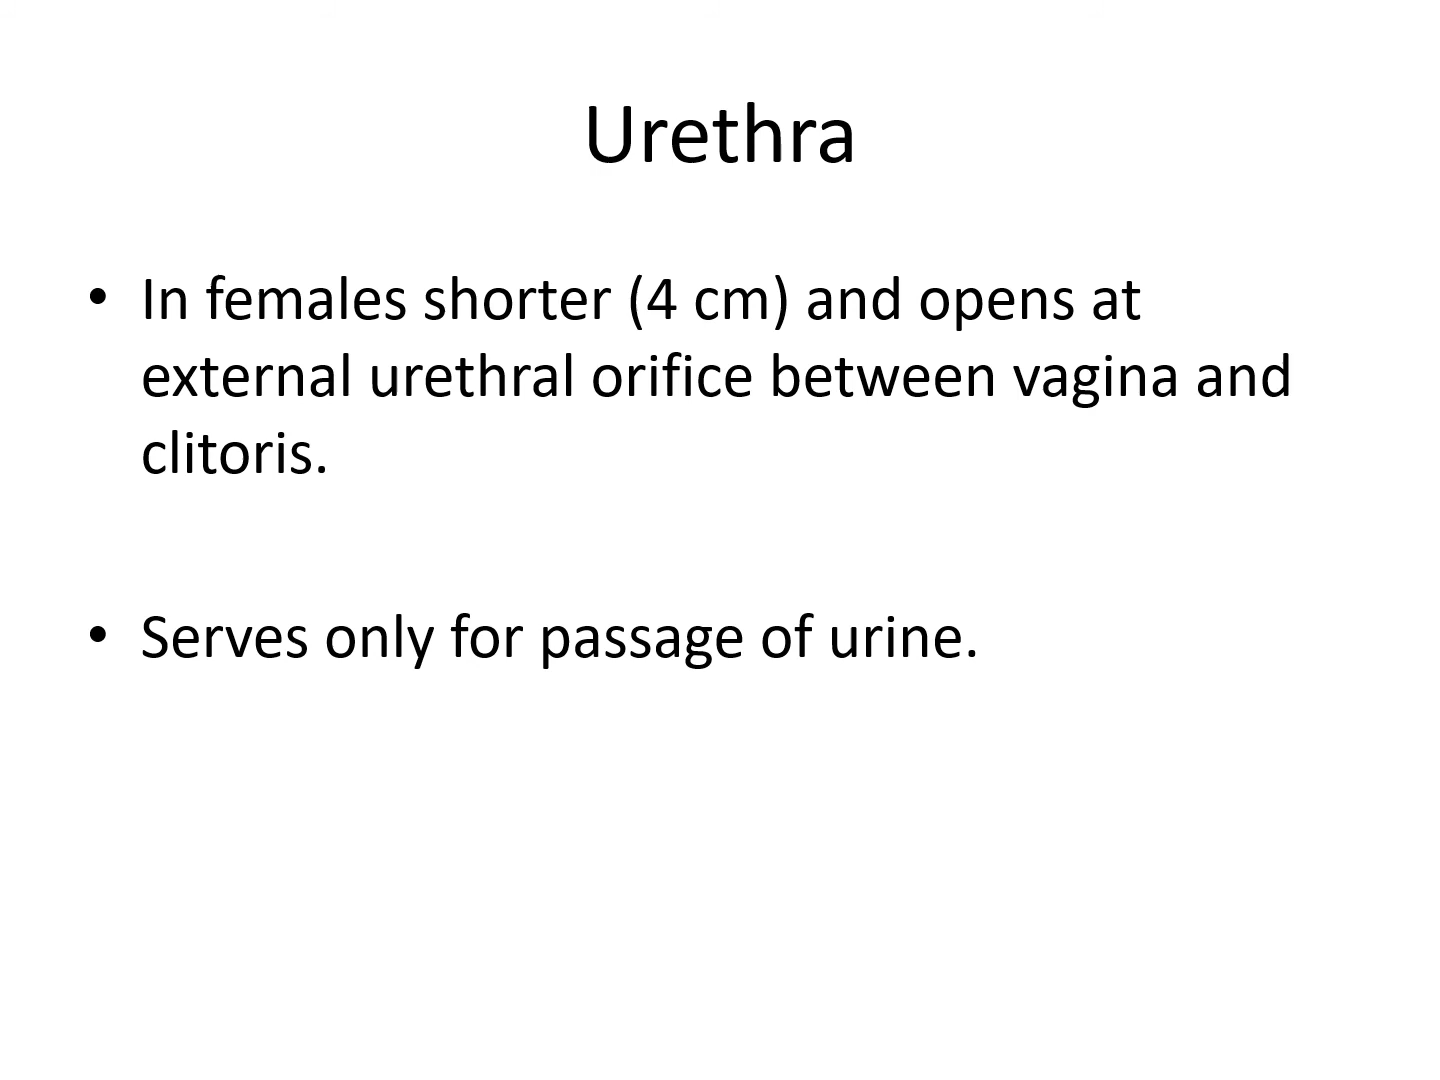 Urethra
• In females shorter (4 cm) and opens at
external urethral orifice between vagina and
clitoris.
• Serves only for passage of urine.